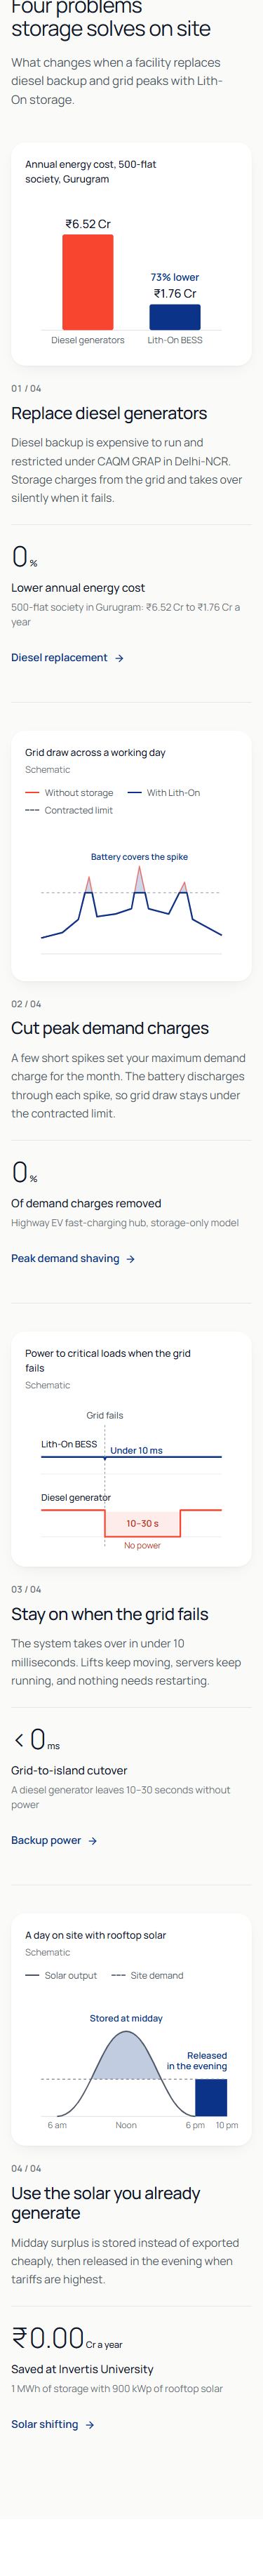 Four problems
storage solves on site
What changes when a facility replaces
diesel backup and grid peaks with Lith-
On storage.
Annual energy cost, 500-flat
society, Gurugram
₹6.52 Cr
73% lower
₹1.76 Cr
Diesel generators
Lith-On BESS
01 / 04
Replace diesel generators
Diesel backup is expensive to run and
restricted under CAQM GRAP in Delhi-NCR.
Storage charges from the grid and takes over
silently when it fails.
0 %
Lower annual energy cost
500-flat society in Gurugram: ₹6.52 Cr to ₹1.76 Cr a
year
Diesel replacement →
Grid draw across a working day
Schematic
Without storage
With Lith-On
Contracted limit
Battery covers the spike
02 / 04
Cut peak demand charges
A few short spikes set your maximum demand
charge for the month. The battery discharges
through each spike, so grid draw stays under
the contracted limit.
0 %
Of demand charges removed
Highway EV fast-charging hub, storage-only model
Peak demand shaving →
Power to critical loads when the grid
fails
Schematic
Grid fails
Lith-On BESS
Under 10 ms
Diesel generator
10–30 s
No power
03 / 04
Stay on when the grid fails
The system takes over in under 10
milliseconds. Lifts keep moving, servers keep
running, and nothing needs restarting.
< 0 ms
Grid-to-island cutover
A diesel generator leaves 10–30 seconds without
power
Backup power →
A day on site with rooftop solar
Schematic
Solar output
Site demand
Stored at midday
Released
in the evening
6 am
Noon
6 pm
10 pm
04 / 04
Use the solar you already
generate
Midday surplus is stored instead of exported
cheaply, then released in the evening when
tariffs are highest.
₹0.00 Cr a year
Saved at Invertis University
1 MWh of storage with 900 kWp of rooftop solar
Solar shifting →